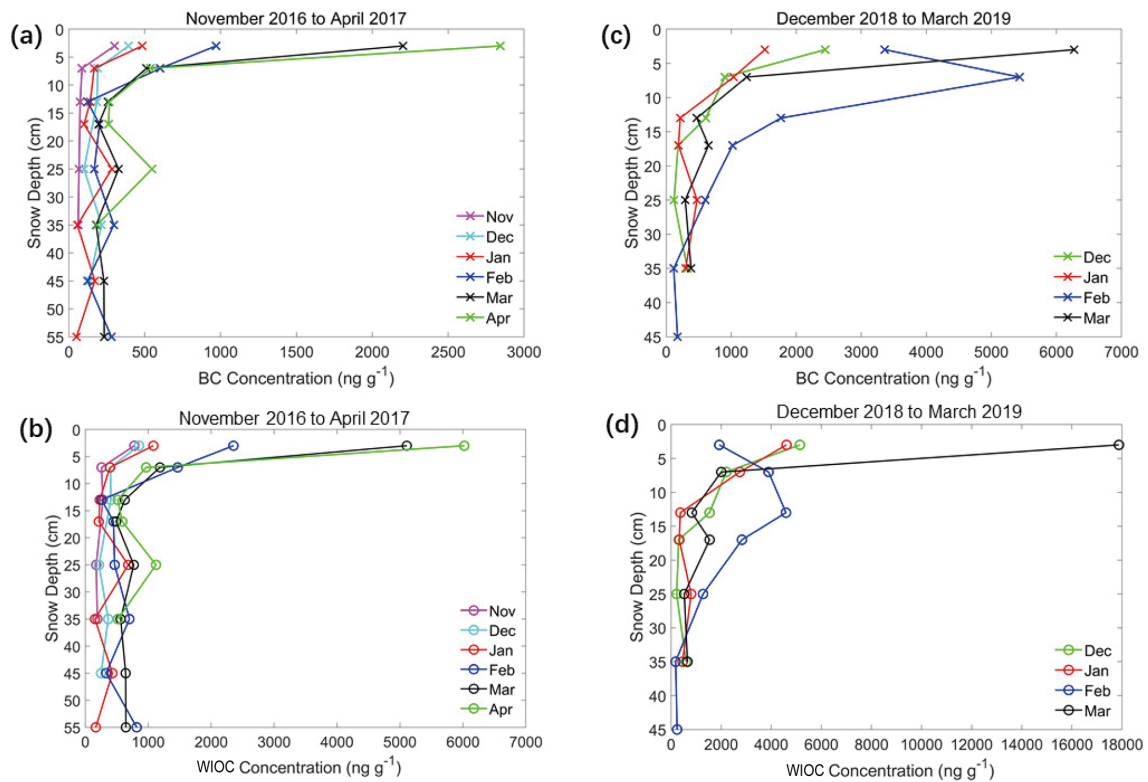 (a)
November 2016 to April 2017
0
5
10
15
20
25
30
35
40
45
50
55
Snow Depth (cm)
Nov
Dec
Jan
Feb
Mar
Apr
0 500 1000 1500 2000 2500 3000
BC Concentration (ng g⁻¹)
(c)
December 2018 to March 2019
0
5
10
15
20
25
30
35
40
45
Snow Depth (cm)
Dec
Jan
Feb
Mar
0 1000 2000 3000 4000 5000 6000 7000
BC Concentration (ng g⁻¹)
(b)
November 2016 to April 2017
0
5
10
15
20
25
30
35
40
45
50
55
Snow Depth (cm)
Nov
Dec
Jan
Feb
Mar
Apr
0 1000 2000 3000 4000 5000 6000 7000
WIOC Concentration (ng g⁻¹)
(d)
December 2018 to March 2019
0
5
10
15
20
25
30
35
40
45
Snow Depth (cm)
Dec
Jan
Feb
Mar
0 2000 4000 6000 8000 10000 12000 14000 16000 18000
WIOC Concentration (ng g⁻¹)